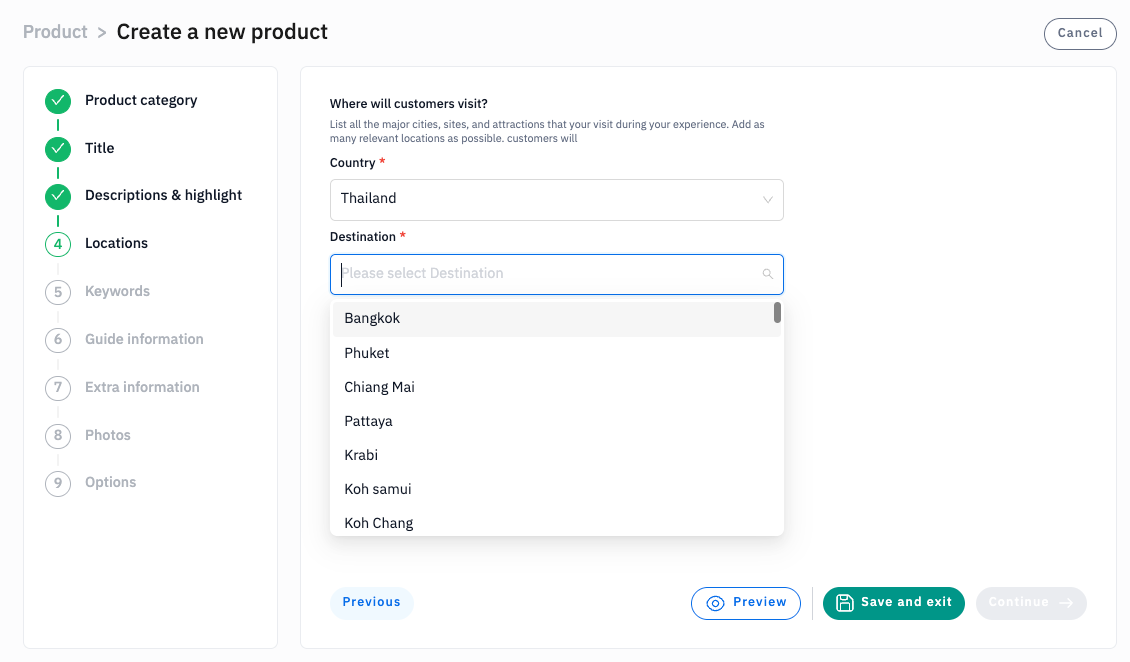 Product > Create a new product
Cancel
Product category
Title
Descriptions & highlight
4 Locations
5 Keywords
6 Guide information
7 Extra information
8 Photos
9 Options
Where will customers visit?
List all the major cities, sites, and attractions that your visit during your experience. Add as
many relevant locations as possible. customers will
Country *
Thailand
Destination *
Please select Destination
Bangkok
Phuket
Chiang Mai
Pattaya
Krabi
Koh samui
Koh Chang
Previous
Preview
Save and exit
Continue